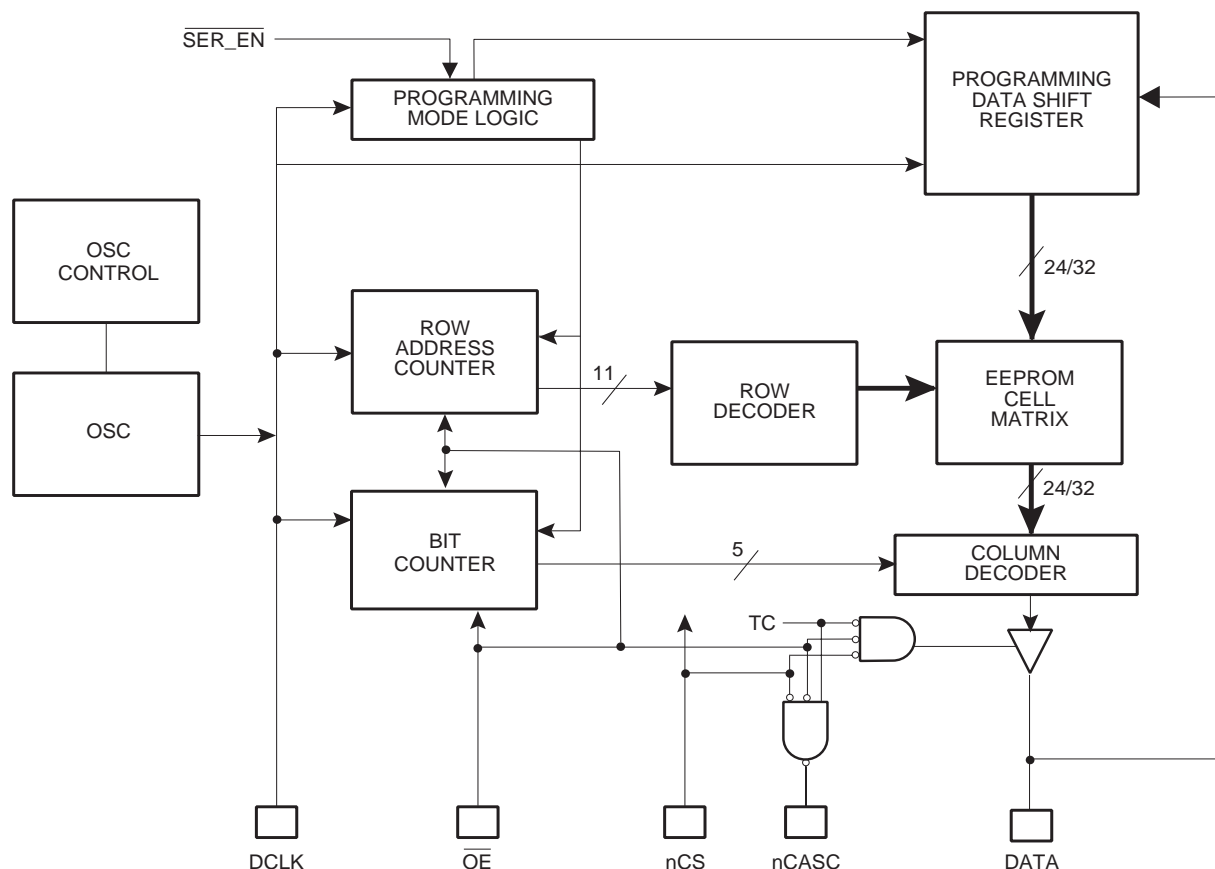 SER_EN
PROGRAMMING
MODE LOGIC
PROGRAMMING
DATA SHIFT
REGISTER
OSC
CONTROL
24/32
ROW
ADDRESS
COUNTER
11
ROW
DECODER
EEPROM
CELL
MATRIX
OSC
24/32
BIT
COUNTER
5
COLUMN
DECODER
TC
DCLK
OE
nCS
nCASC
DATA